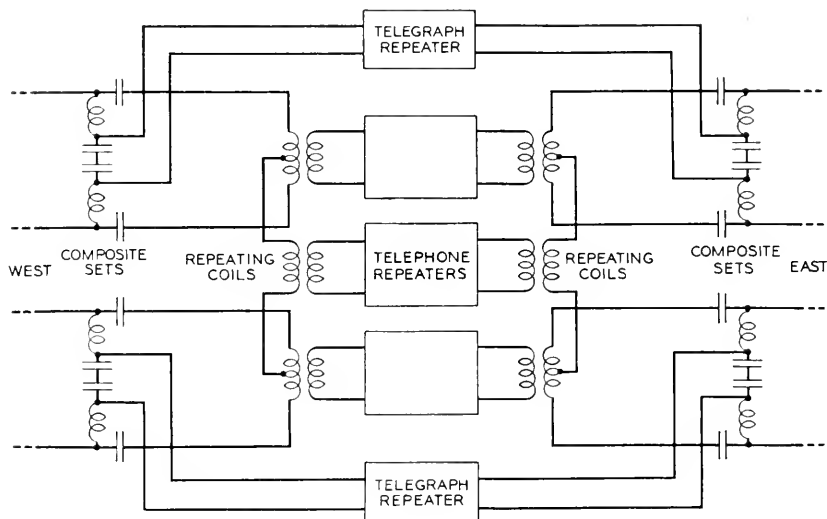 TELEGRAPH
REPEATER
WEST
COMPOSITE
SETS
REPEATING
COILS
TELEPHONE
REPEATERS
REPEATING
COILS
COMPOSITE
SETS
EAST
TELEGRAPH
REPEATER